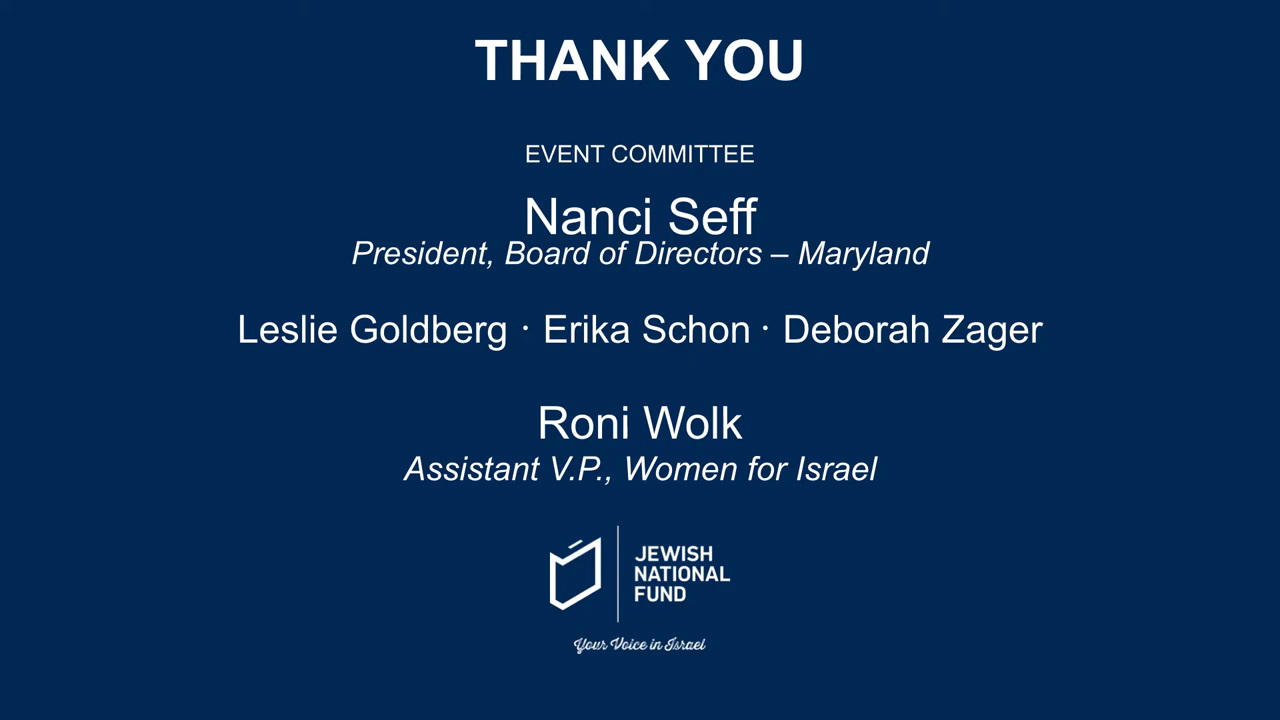 THANK YOU
EVENT COMMITTEE
Nanci Seff
President, Board of Directors – Maryland
Leslie Goldberg · Erika Schon · Deborah Zager
Roni Wolk
Assistant V.P., Women for Israel
JEWISH
NATIONAL
FUND
Your Voice in Israel